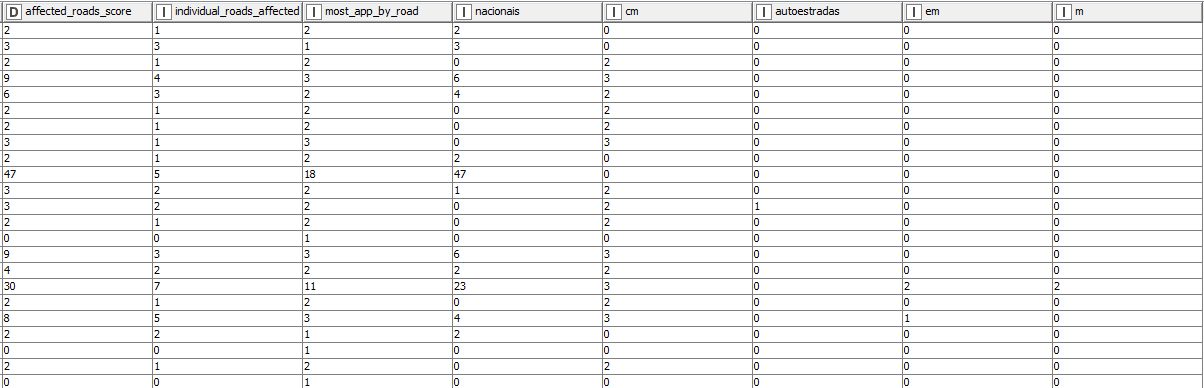 D affected_roads_score I individual_roads_affected I most_app_by_road I nacionais I cm I autoestradas I em I m
2 1 2 2 0 0 0 0
3 3 1 3 0 0 0 0
2 1 2 0 2 0 0 0
9 4 3 6 3 0 0 0
6 3 2 4 2 0 0 0
2 1 2 0 2 0 0 0
2 1 2 0 2 0 0 0
3 1 3 0 3 0 0 0
2 1 2 2 0 0 0 0
47 5 18 47 0 0 0 0
3 2 2 1 2 0 0 0
3 2 2 0 2 1 0 0
2 1 2 0 2 0 0 0
0 0 1 0 0 0 0 0
9 3 3 6 3 0 0 0
4 2 2 2 2 0 0 0
30 7 11 23 3 0 2 2
2 1 2 0 2 0 0 0
8 5 3 4 3 0 1 0
2 2 1 2 0 0 0 0
0 0 1 0 0 0 0 0
2 1 2 0 2 0 0 0
0 0 1 0 0 0 0 0